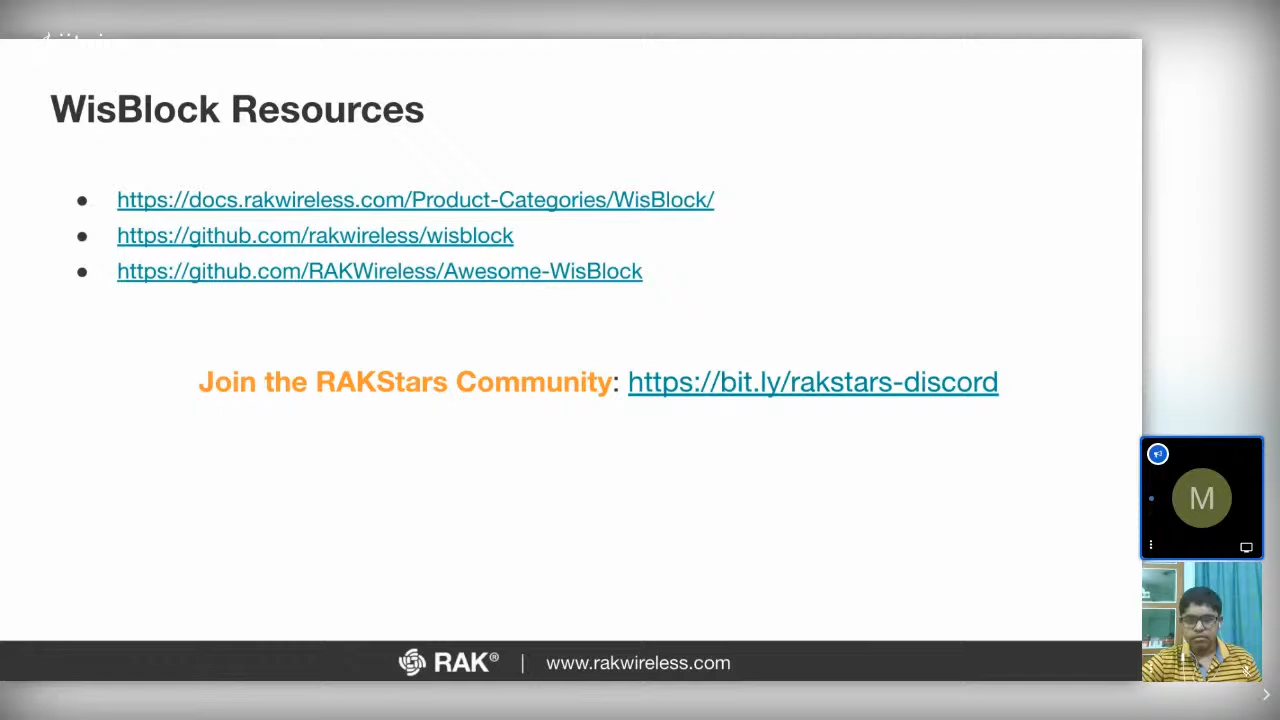 WisBlock Resources
https://docs.rakwireless.com/Product-Categories/WisBlock/
https://github.com/rakwireless/wisblock
https://github.com/RAKWireless/Awesome-WisBlock
Join the RAKStars Community: https://bit.ly/rakstars-discord
M
RAK® | www.rakwireless.com